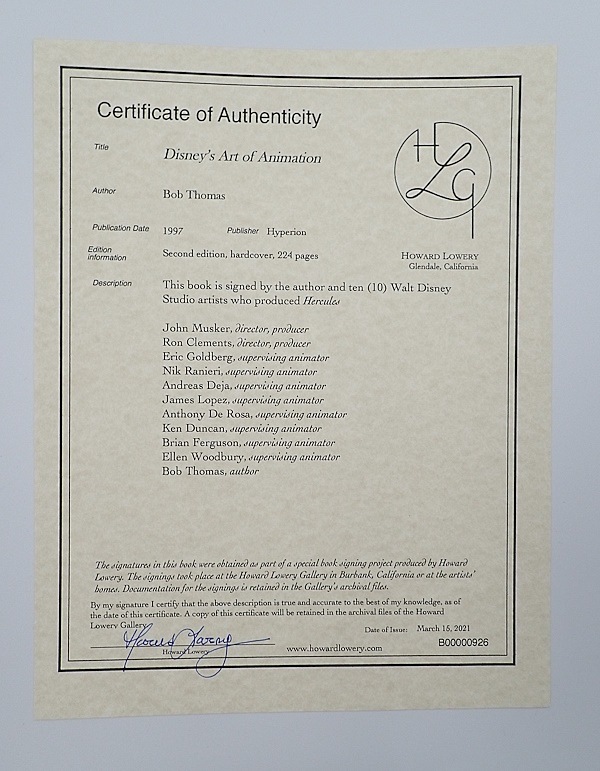 Certificate of Authenticity
HLG
Title Disney's Art of Animation
Author Bob Thomas
HOWARD LOWERY
Glendale, California
Publication Date 1997 Publisher Hyperion
Edition information Second edition, hardcover, 224 pages
Description This book is signed by the author and ten (10) Walt Disney
Studio artists who produced Hercules
John Musker, director, producer
Ron Clements, director, producer
Eric Goldberg, supervising animator
Nik Ranieri, supervising animator
Andreas Deja, supervising animator
James Lopez, supervising animator
Anthony De Rosa, supervising animator
Ken Duncan, supervising animator
Brian Ferguson, supervising animator
Ellen Woodbury, supervising animator
Bob Thomas, author
The signatures in this book were obtained as part of a special book signing project produced by Howard
Lowery. The signings took place at the Howard Lowery Gallery in Burbank, California or at the artists'
homes. Documentation for the signings is retained in the Gallery's archival files.
By my signature I certify that the above description is true and accurate to the best of my knowledge, as of
the date of this certificate. A copy of this certificate will be retained in the archival files of the Howard
Lowery Gallery.
Howard Lowery
Howard Lowery
www.howardlowery.com
Date of Issue: March 15, 2021
B00000926